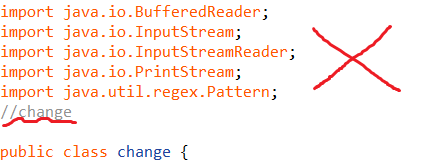 import java.io.BufferedReader;
import java.io.InputStream;
import java.io.InputStreamReader;
import java.io.PrintStream;
import java.util.regex.Pattern;
//change
public class change {